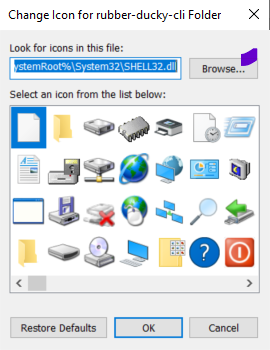 Change Icon for rubber-ducky-cli Folder
Look for icons in this file:
ystemRoot%\System32\SHELL32.dll
Browse...
Select an icon from the list below:
Restore Defaults
OK
Cancel